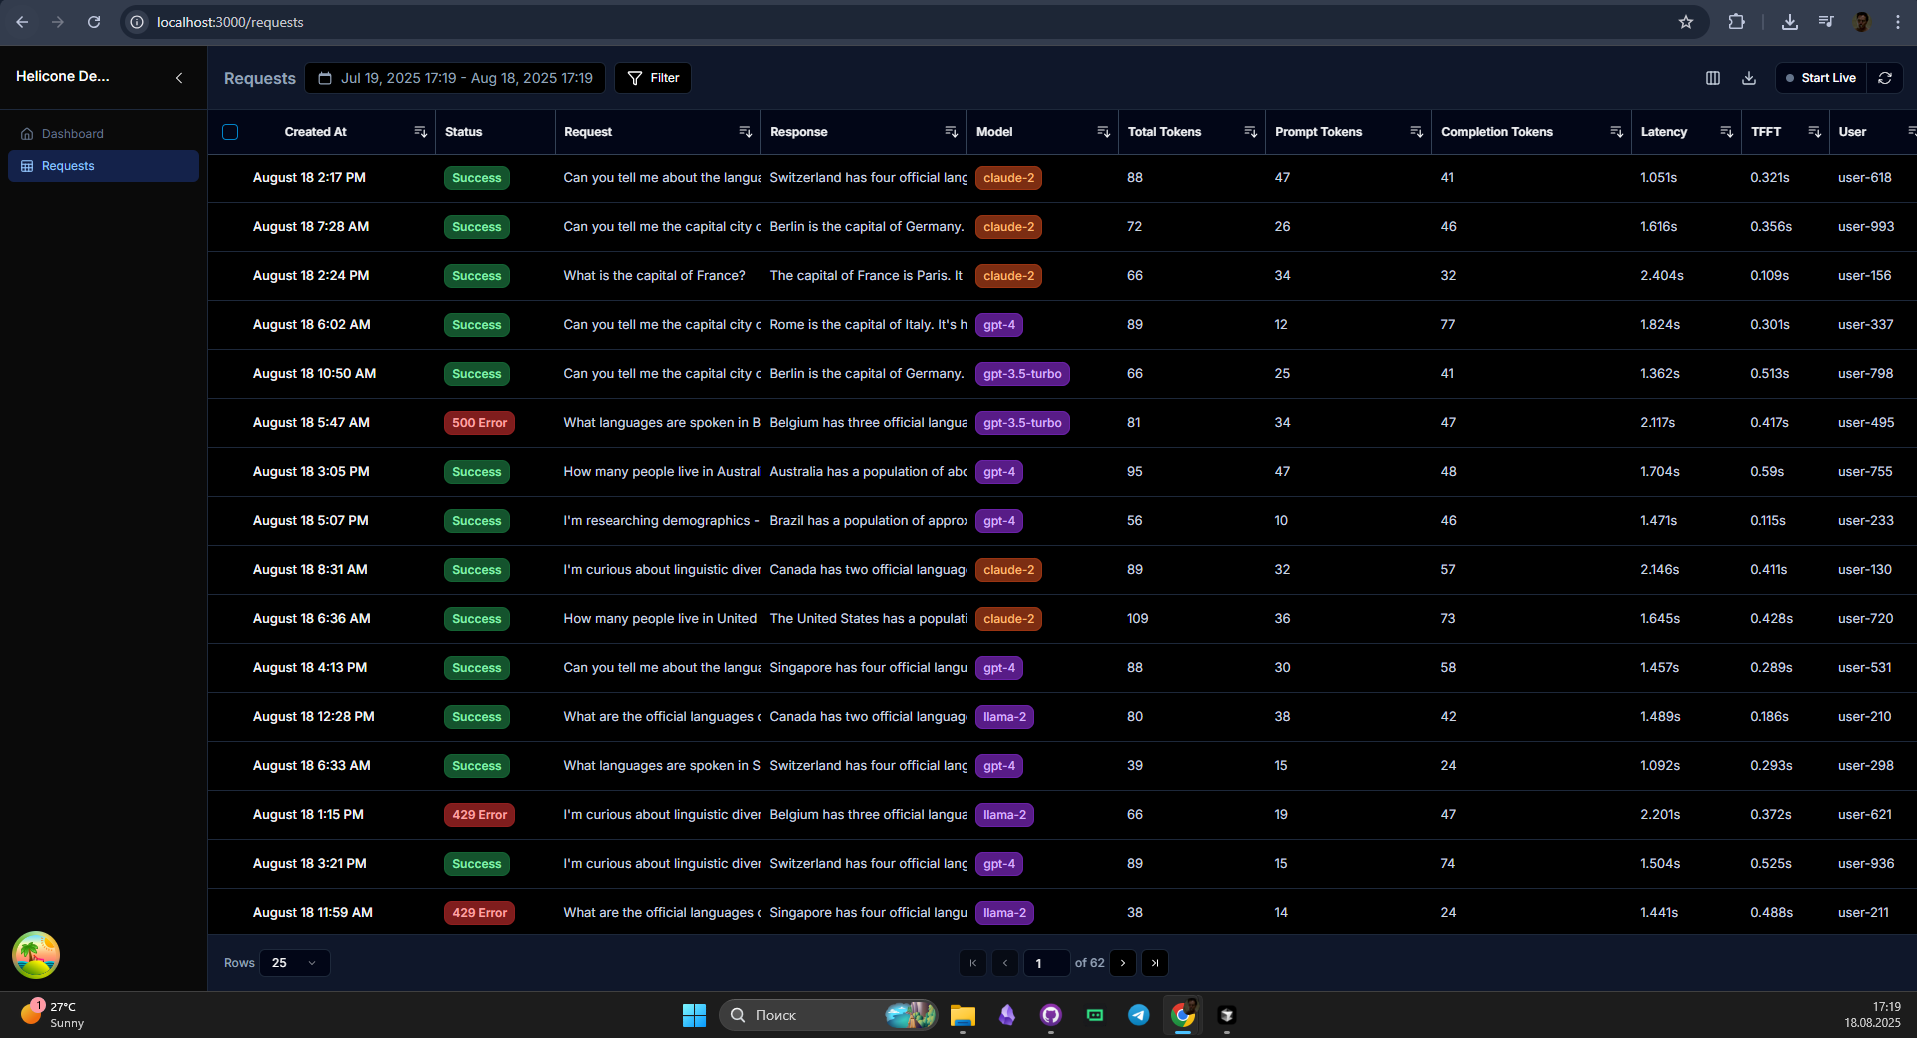 localhost:3000/requests
Helicone De...
Requests
Jul 19, 2025 17:19 - Aug 18, 2025 17:19
Filter
Start Live
Dashboard
Requests
Created At Status Request Response Model Total Tokens Prompt Tokens Completion Tokens Latency TFFT User
August 18 2:17 PM Success Can you tell me about the langua Switzerland has four official lang claude-2 88 47 41 1.051s 0.321s user-618
August 18 7:28 AM Success Can you tell me the capital city c Berlin is the capital of Germany. claude-2 72 26 46 1.616s 0.356s user-993
August 18 2:24 PM Success What is the capital of France? The capital of France is Paris. It claude-2 66 34 32 2.404s 0.109s user-156
August 18 6:02 AM Success Can you tell me the capital city c Rome is the capital of Italy. It's h gpt-4 89 12 77 1.824s 0.301s user-337
August 18 10:50 AM Success Can you tell me the capital city c Berlin is the capital of Germany. gpt-3.5-turbo 66 25 41 1.362s 0.513s user-798
August 18 5:47 AM 500 Error What languages are spoken in B Belgium has three official langua gpt-3.5-turbo 81 34 47 2.117s 0.417s user-495
August 18 3:05 PM Success How many people live in Austral Australia has a population of abo gpt-4 95 47 48 1.704s 0.59s user-755
August 18 5:07 PM Success I'm researching demographics - Brazil has a population of approx gpt-4 56 10 46 1.471s 0.115s user-233
August 18 8:31 AM Success I'm curious about linguistic diver Canada has two official languag claude-2 89 32 57 2.146s 0.411s user-130
August 18 6:36 AM Success How many people live in United The United States has a populati claude-2 109 36 73 1.645s 0.428s user-720
August 18 4:13 PM Success Can you tell me about the langua Singapore has four official langu gpt-4 88 30 58 1.457s 0.289s user-531
August 18 12:28 PM Success What are the official languages c Canada has two official languag llama-2 80 38 42 1.489s 0.186s user-210
August 18 6:33 AM Success What languages are spoken in S Switzerland has four official lang gpt-4 39 15 24 1.092s 0.293s user-298
August 18 1:15 PM 429 Error I'm curious about linguistic diver Belgium has three official langua llama-2 66 19 47 2.201s 0.372s user-621
August 18 3:21 PM Success I'm curious about linguistic diver Switzerland has four official lang gpt-4 89 15 74 1.504s 0.525s user-936
August 18 11:59 AM 429 Error What are the official languages c Singapore has four official langu llama-2 38 14 24 1.441s 0.488s user-211
Rows 25
1 of 62
1
27°C
Sunny
Поиск
17:19
18.08.2025